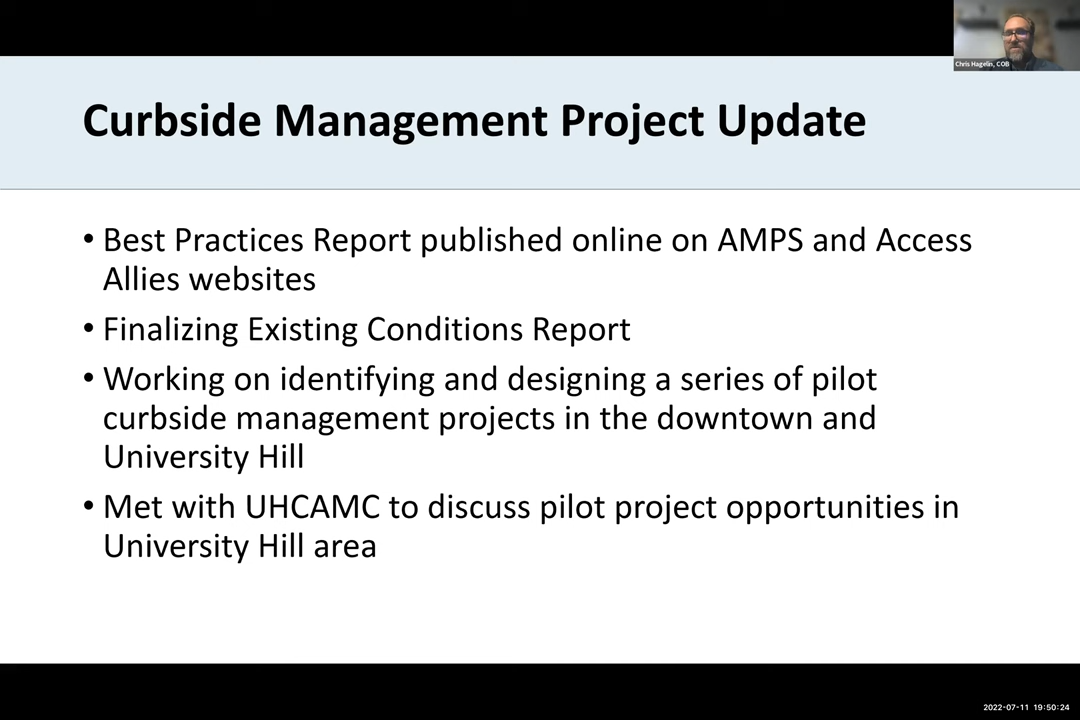 Chris Hagelin, COB
Curbside Management Project Update
• Best Practices Report published online on AMPS and Access
Allies websites
• Finalizing Existing Conditions Report
• Working on identifying and designing a series of pilot
curbside management projects in the downtown and
University Hill
• Met with UHCAMC to discuss pilot project opportunities in
University Hill area
2022-07-11 19:50:24